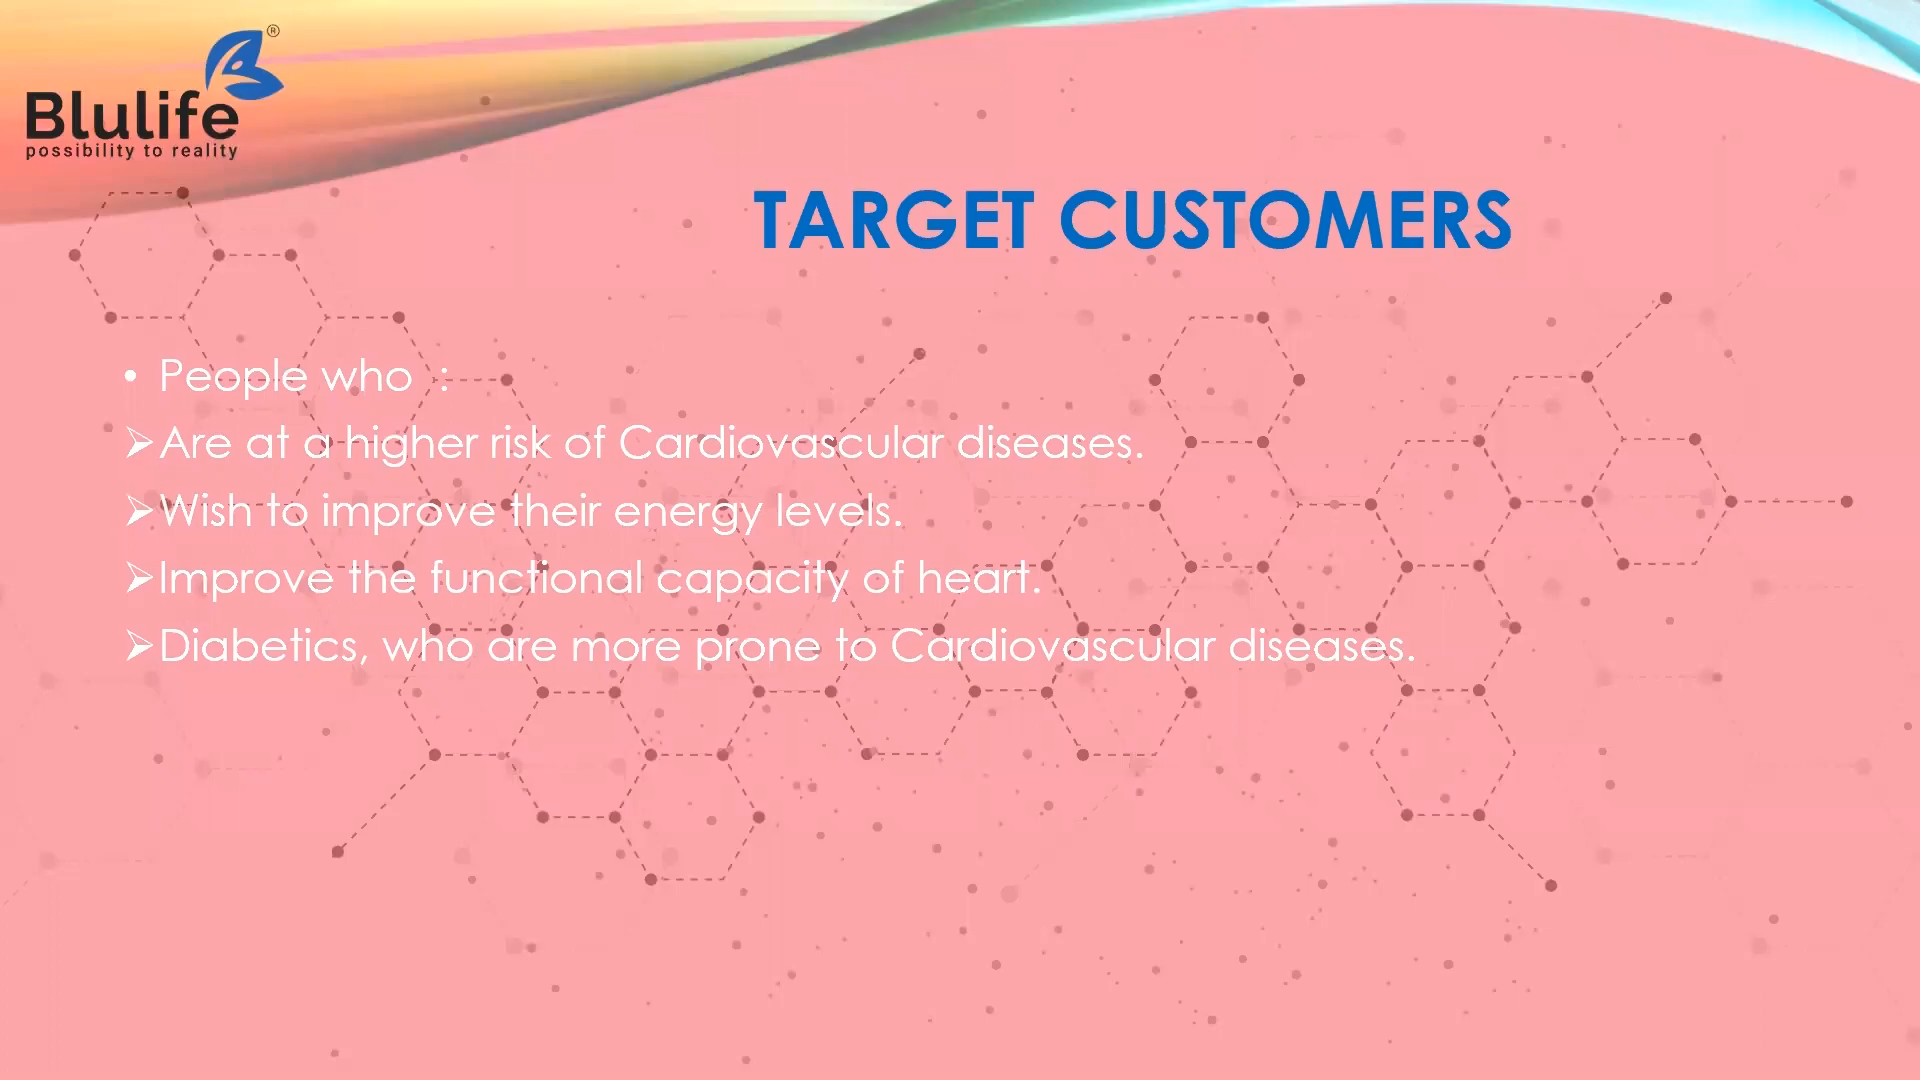 ®
Blulife
possibility to reality
TARGET CUSTOMERS
• People who :
➢Are at a higher risk of Cardiovascular diseases.
➢Wish to improve their energy levels.
➢Improve the functional capacity of heart.
➢Diabetics, who are more prone to Cardiovascular diseases.